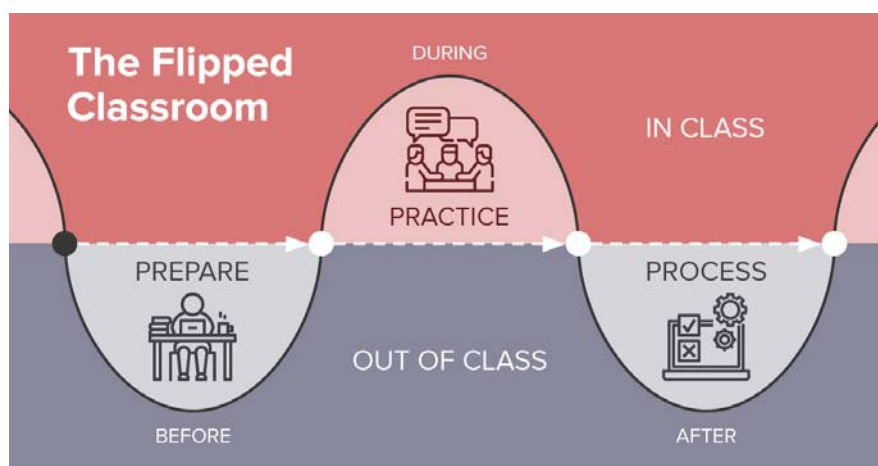 The Flipped
Classroom
DURING
IN CLASS
PRACTICE
PREPARE
PROCESS
OUT OF CLASS
BEFORE
AFTER